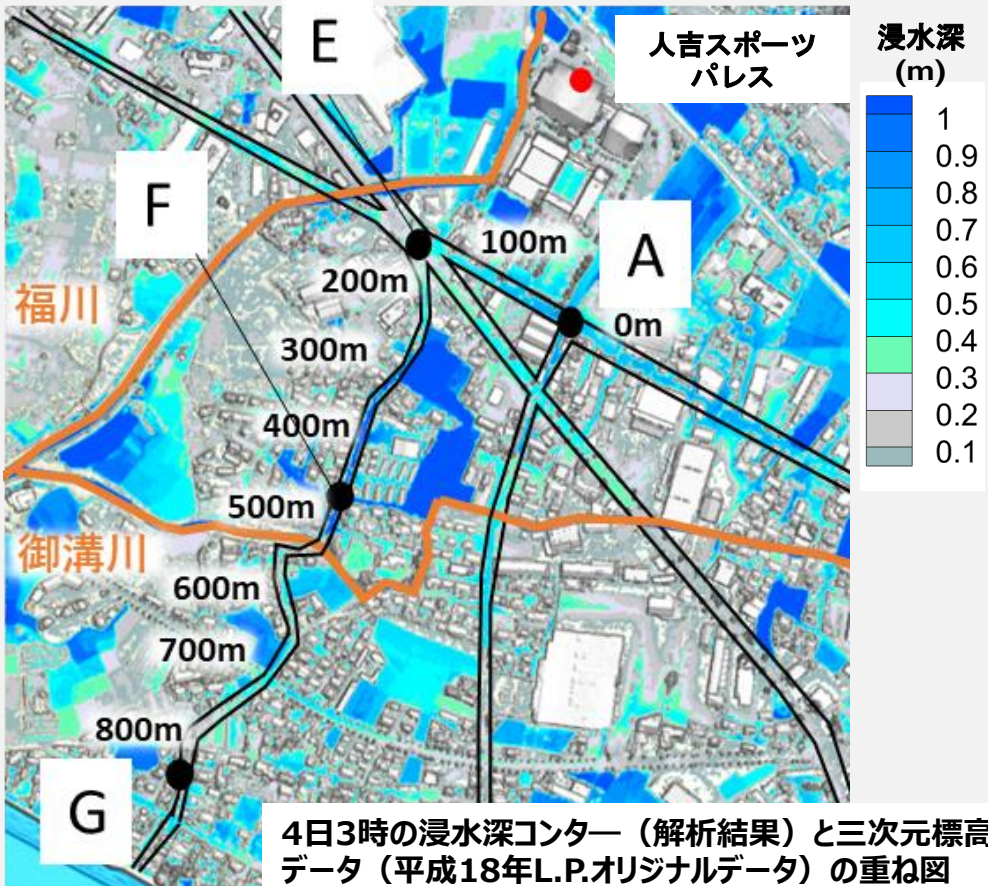 E
人吉スポーツ
パレス
浸水深
(m)
1
0.9
0.8
0.7
0.6
0.5
0.4
0.3
0.2
0.1
F
100m
A
200m
0m
福川
300m
400m
500m
御溝川
600m
700m
800m
G
4日3時の浸水深コンター（解析結果）と三次元標高
データ（平成18年L.P.オリジナルデータ）の重ね図